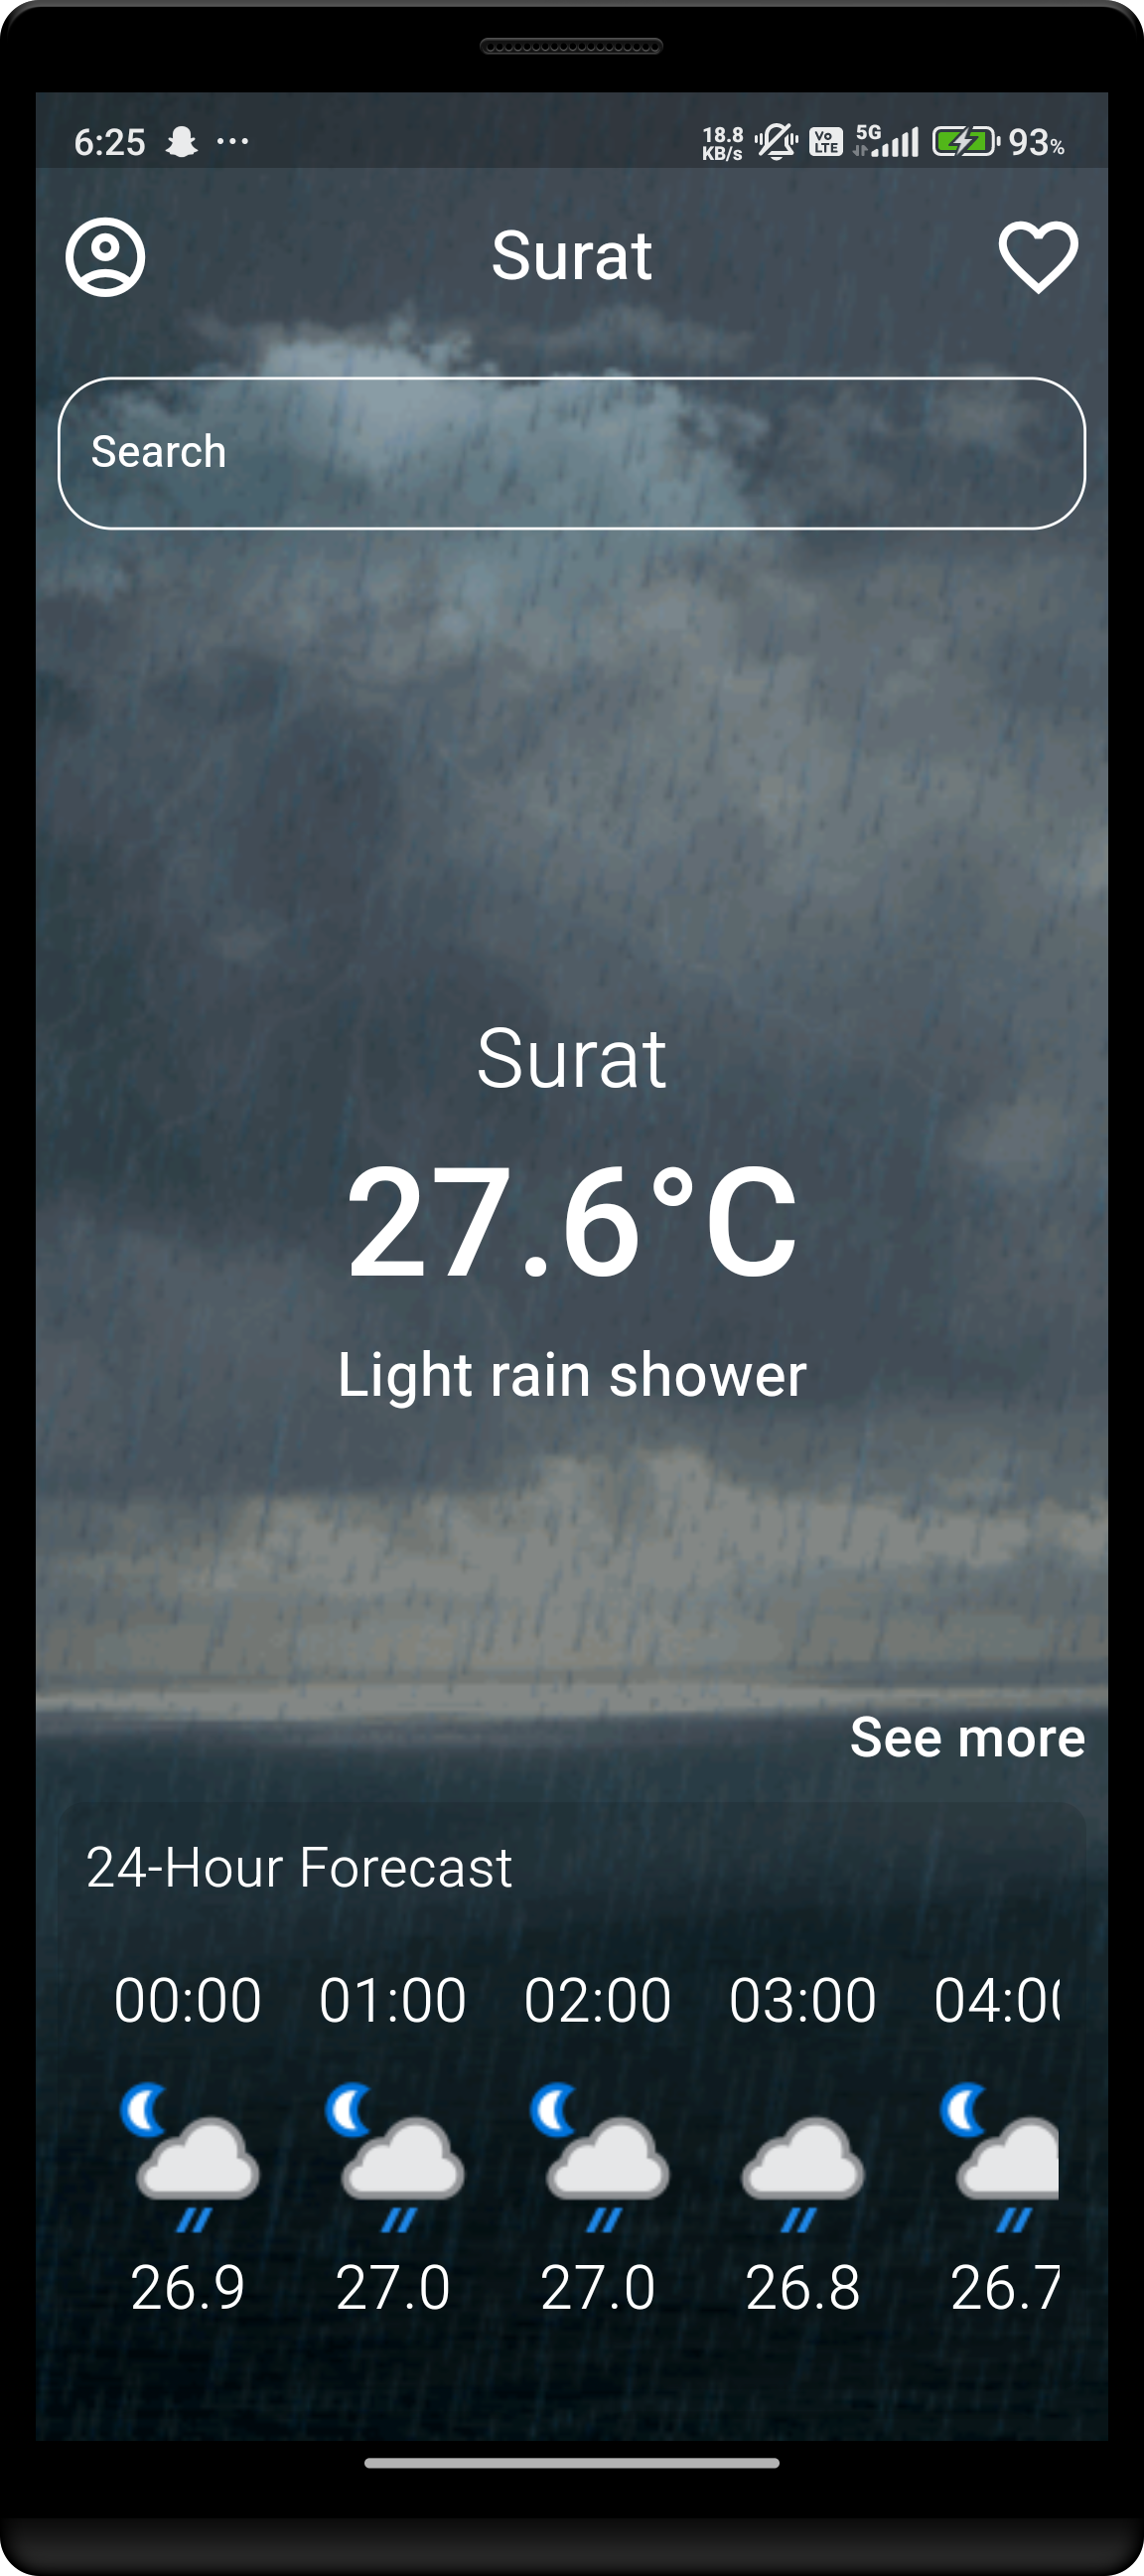 6:25 ... 18.8 KB/s Vo LTE 5G 93%
Surat
Search
Surat
27.6°C
Light rain shower
See more
24-Hour Forecast
00:00 01:00 02:00 03:00 04:00
26.9 27.0 27.0 26.8 26.7